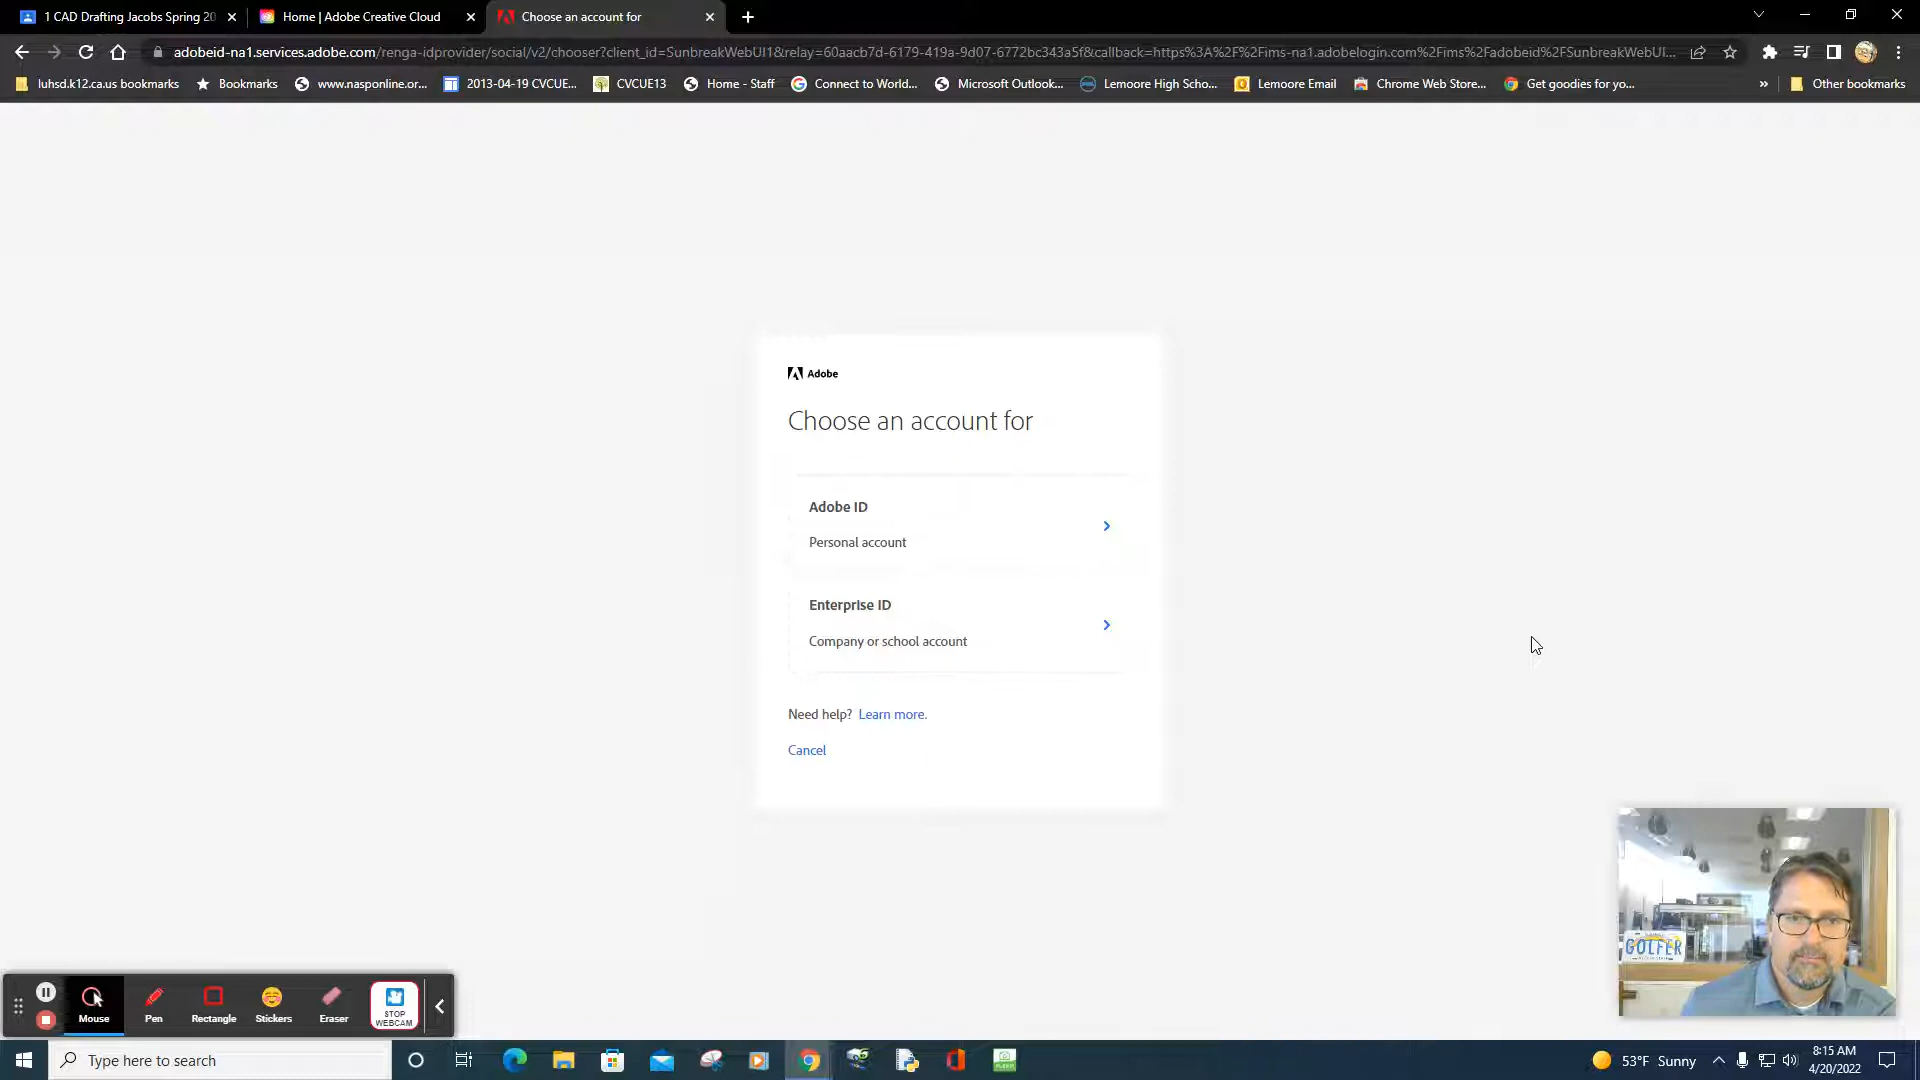 1 CAD Drafting Jacobs Spring 20
Home | Adobe Creative Cloud
Choose an account for
adobeid-na1.services.adobe.com/renga-idprovider/social/v2/chooser?client_id=SunbreakWebUI1&relay=60aacb7d-6179-419a-9d07-6772bc343a5f&callback=https%3A%2F%2Fims-na1.adobelogin.com%2Fims%2Fadobeid%2FSunbreakWebUI...
luhsd.k12.ca.us bookmarks
Bookmarks
www.nasponline.or...
2013-04-19 CVCUE...
CVCUE13
Home - Staff
Connect to World...
Microsoft Outlook...
Lemoore High Scho...
Lemoore Email
Chrome Web Store...
Get goodies for yo...
Other bookmarks
Adobe
Choose an account for
Adobe ID
Personal account
Enterprise ID
Company or school account
Need help? Learn more.
Cancel
GOLFER
Mouse
Pen
Rectangle
Stickers
Eraser
STOP
WEBCAM
Type here to search
53°F Sunny
8:15 AM
4/20/2022